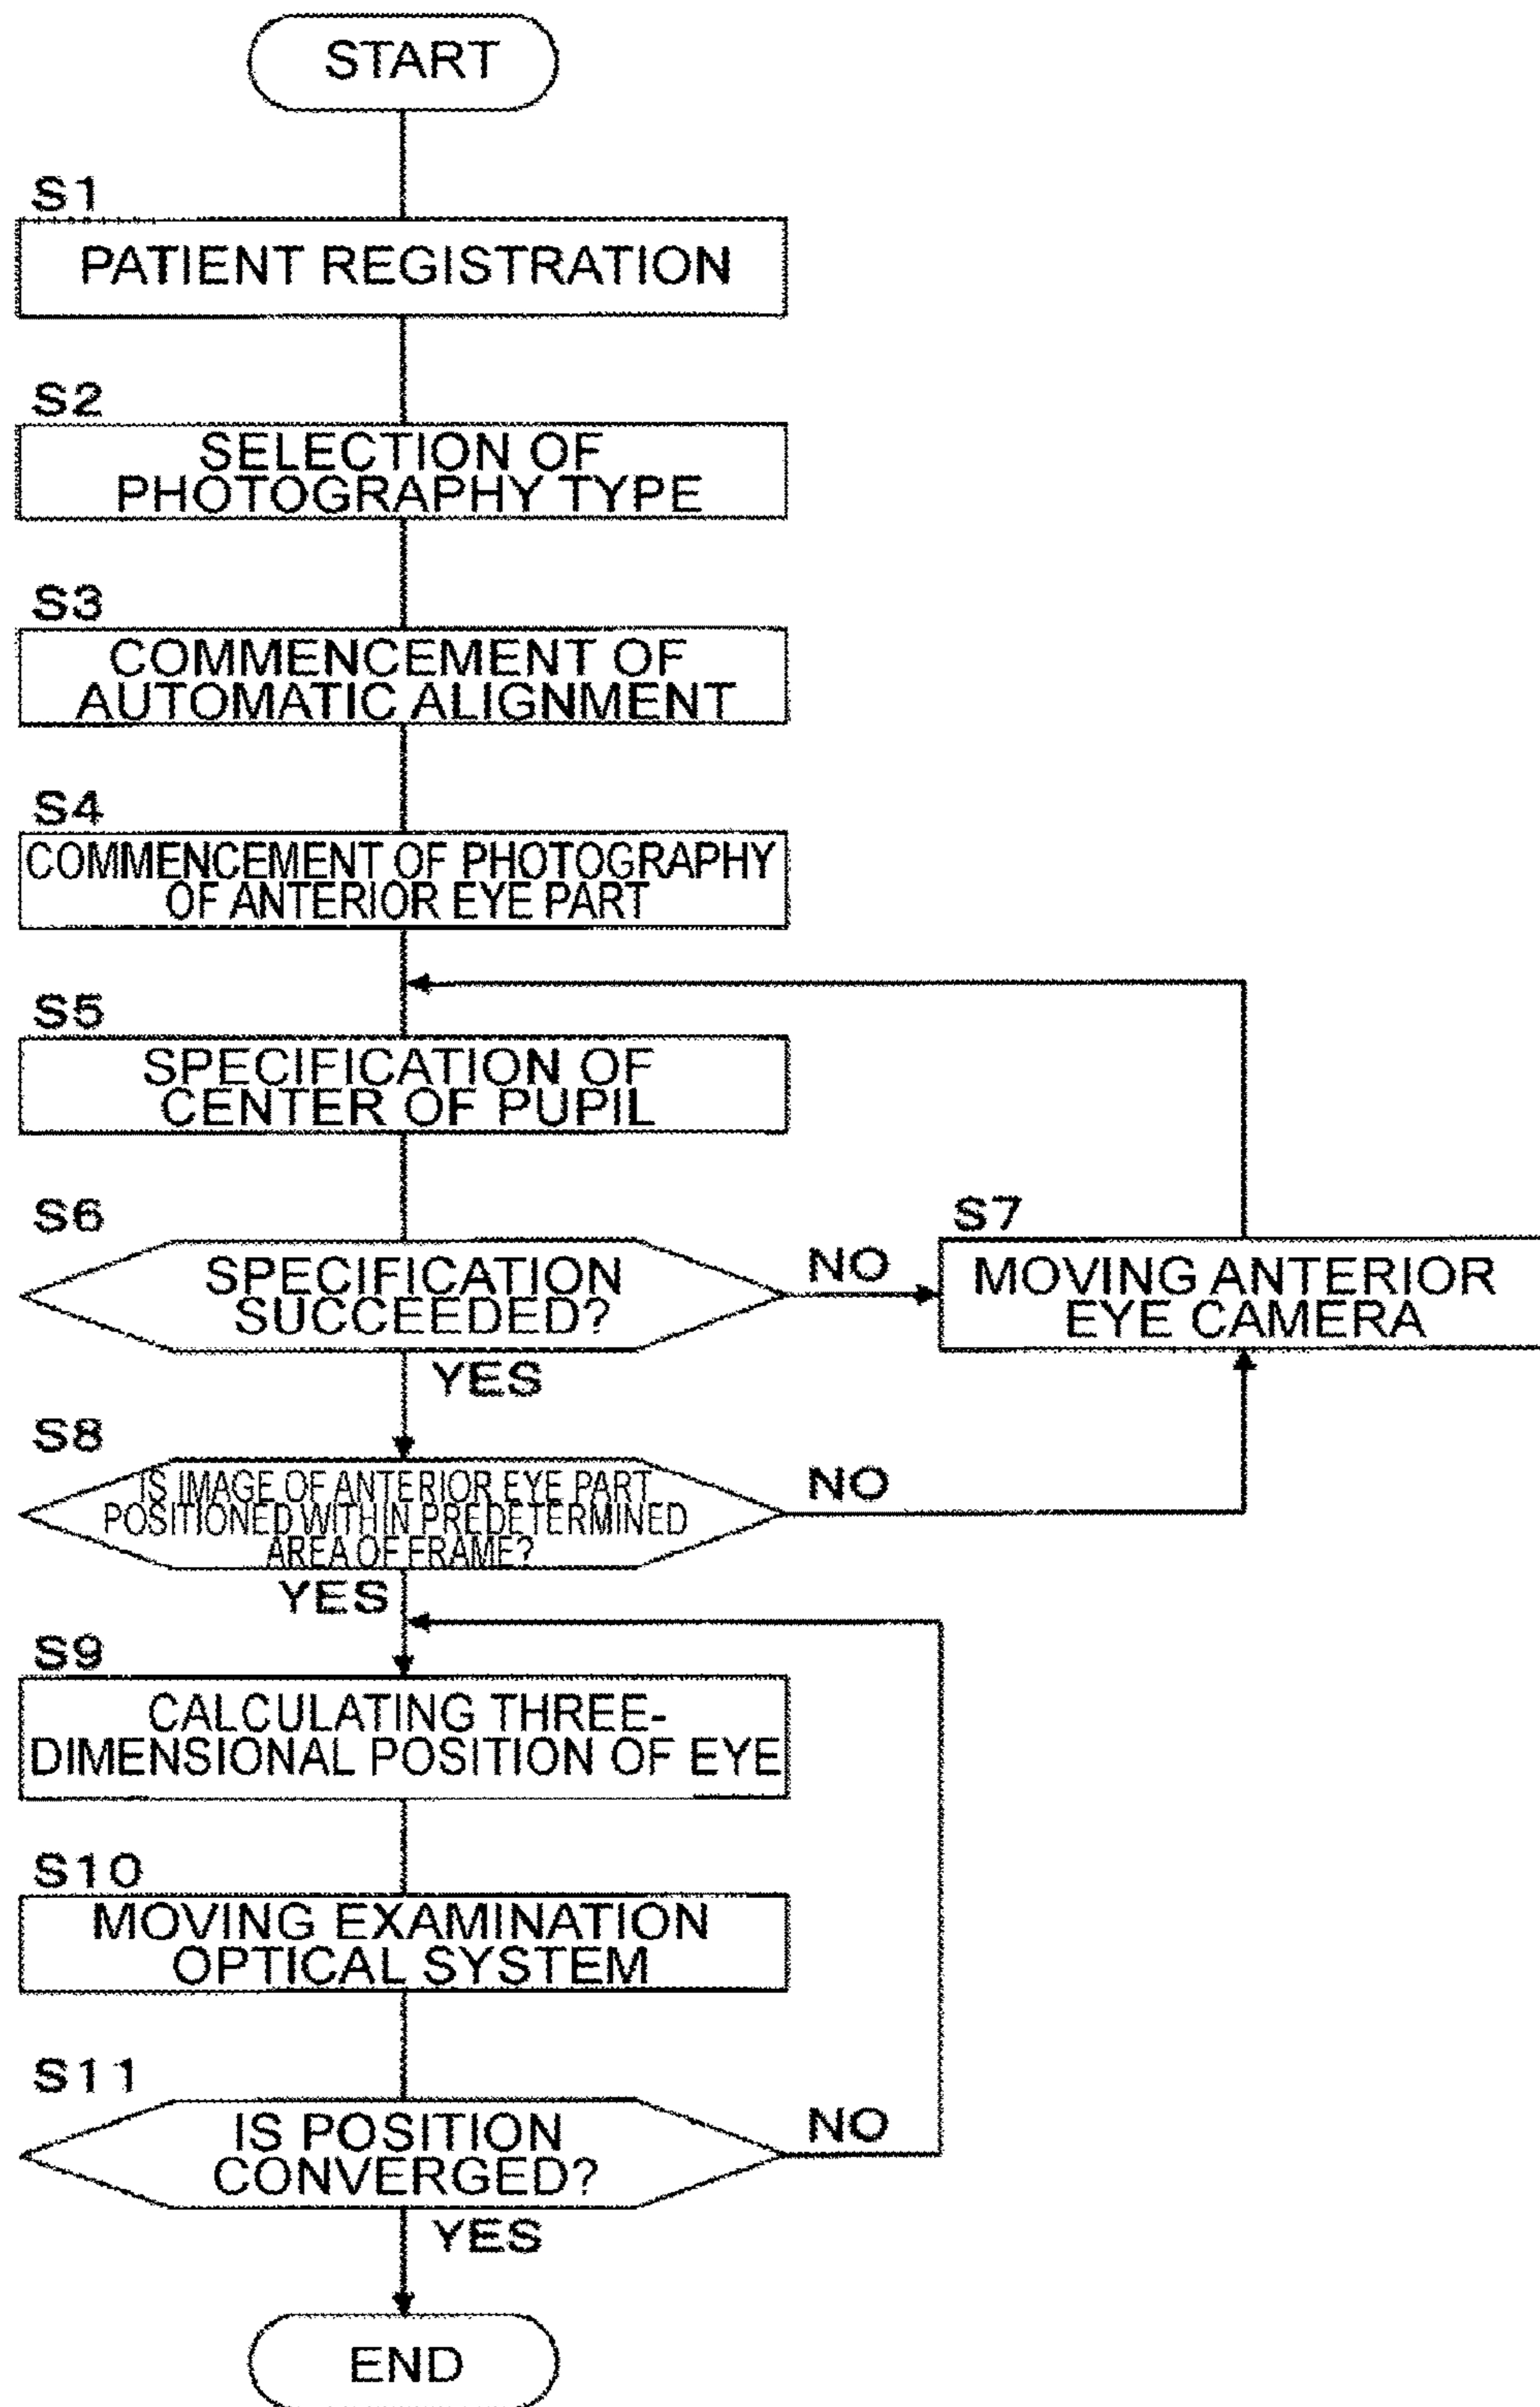 START
S1
PATIENT REGISTRATION
S2
SELECTION OF
PHOTOGRAPHY TYPE
S3
COMMENCEMENT OF
AUTOMATIC ALIGNMENT
S4
COMMENCEMENT OF PHOTOGRAPHY
OF ANTERIOR EYE PART
S5
SPECIFICATION OF
CENTER OF PUPIL
S6
SPECIFICATION
SUCCEEDED?
NO
YES
S7
MOVING ANTERIOR
EYE CAMERA
S8
IS IMAGE OF ANTERIOR EYE PART
POSITIONED WITHIN PREDETERMINED
AREA OF FRAME?
NO
YES
S9
CALCULATING THREE-
DIMENSIONAL POSITION OF EYE
S10
MOVING EXAMINATION
OPTICAL SYSTEM
S11
IS POSITION
CONVERGED?
NO
YES
END